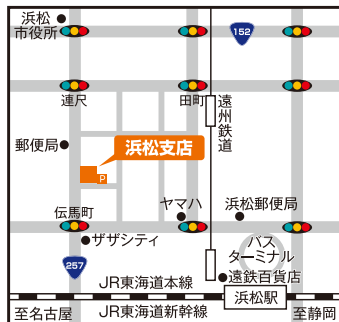 浜松
市役所
152
連尺
田町
遠州鉄道
郵便局
浜松支店
P
伝馬町
ヤマハ
浜松郵便局
ザザシティ
バス
ターミナル
257
遠鉄百貨店
JR東海道本線
浜松駅
至名古屋
JR東海道新幹線
至静岡